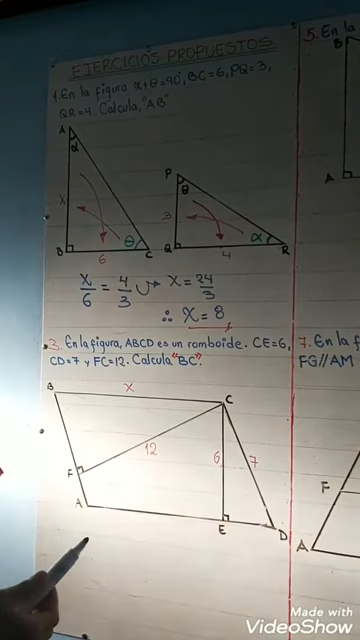 EJERCICIOS PROPUESTOS
1. En la figura α+θ=90°, BC=6, PQ=3,
QR=4. Calcula, "AB"
A
α
x
B
6
θ
C
P
θ
3
Q
4
α
R
x/6 = 4/3 → x = 24/3
∴ x = 8
3. En la figura, ABCD es un romboide. CE=6,
CD=7 y FC=12. Calcula "BC".
B
x
C
12
6
7
F
A
E
D
5. En la
B
A
7. En la f
FG//AM
F
A
Made with
VideoShow